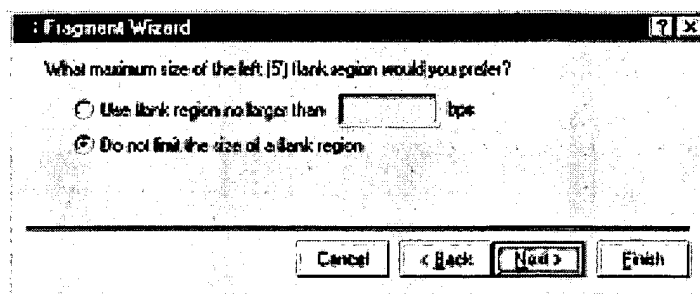 : Fragment Wizard ? X
What maximum size of the left (5') flank region would you prefer?
Use flank region no larger than bps
Do not limit the size of a flank region
Cancel < Back Next > Finish